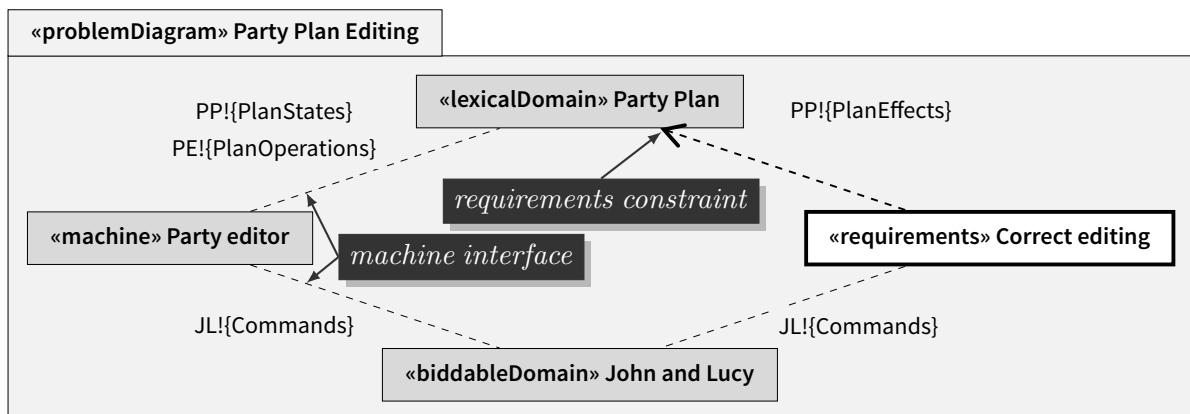 «problemDiagram» Party Plan Editing
«lexicalDomain» Party Plan
PP!{PlanStates}
PP!{PlanEffects}
PE!{PlanOperations}
requirements constraint
«machine» Party editor
«requirements» Correct editing
machine interface
JL!{Commands}
JL!{Commands}
«biddableDomain» John and Lucy